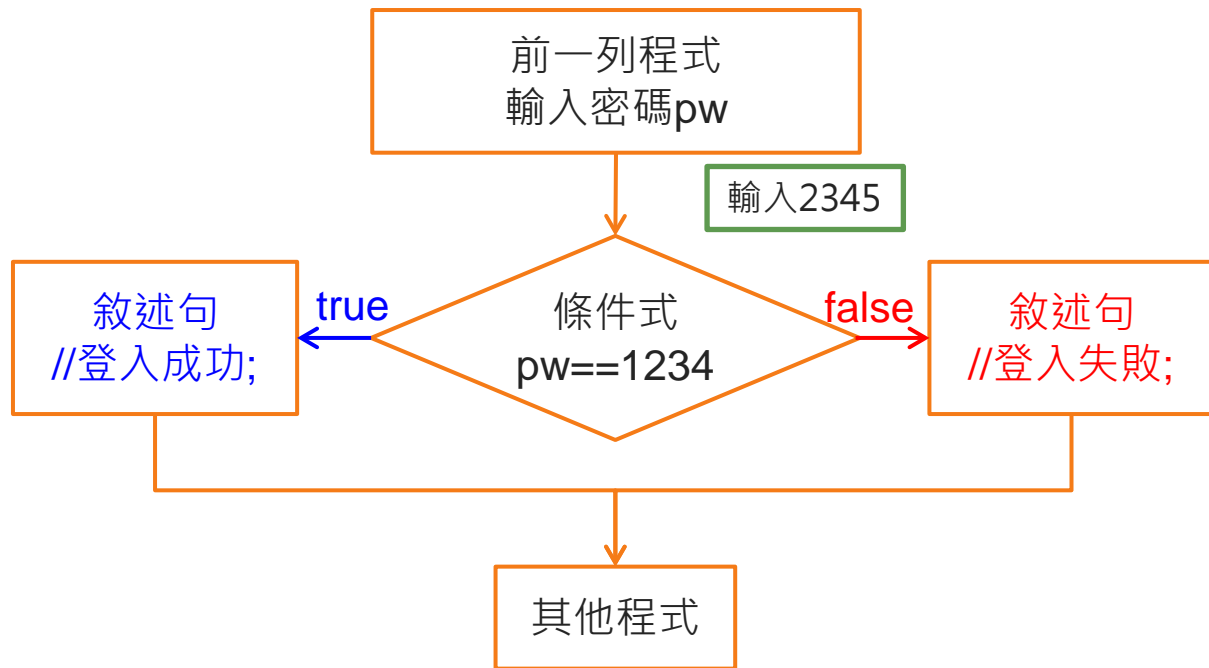 前一列程式
輸入密碼pw
輸入2345
敘述句
//登入成功;
true
條件式
pw==1234
false
敘述句
//登入失敗;
其他程式